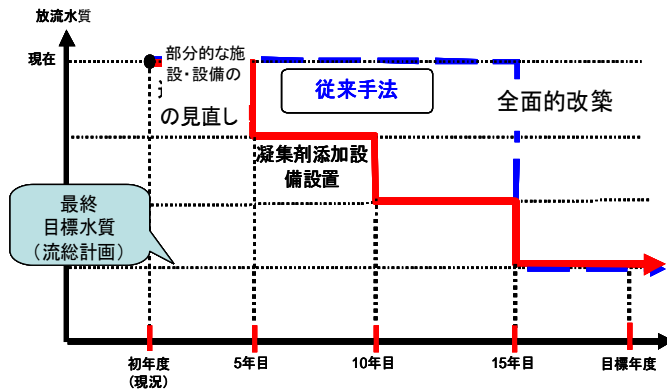 放流水質
現在
部分的な施
設・設備の
の見直し
従来手法
全面的改築
凝集剤添加設
備設置
最終
目標水質
（流総計画）
初年度
(現況)
5年目
10年目
15年目
目標年度